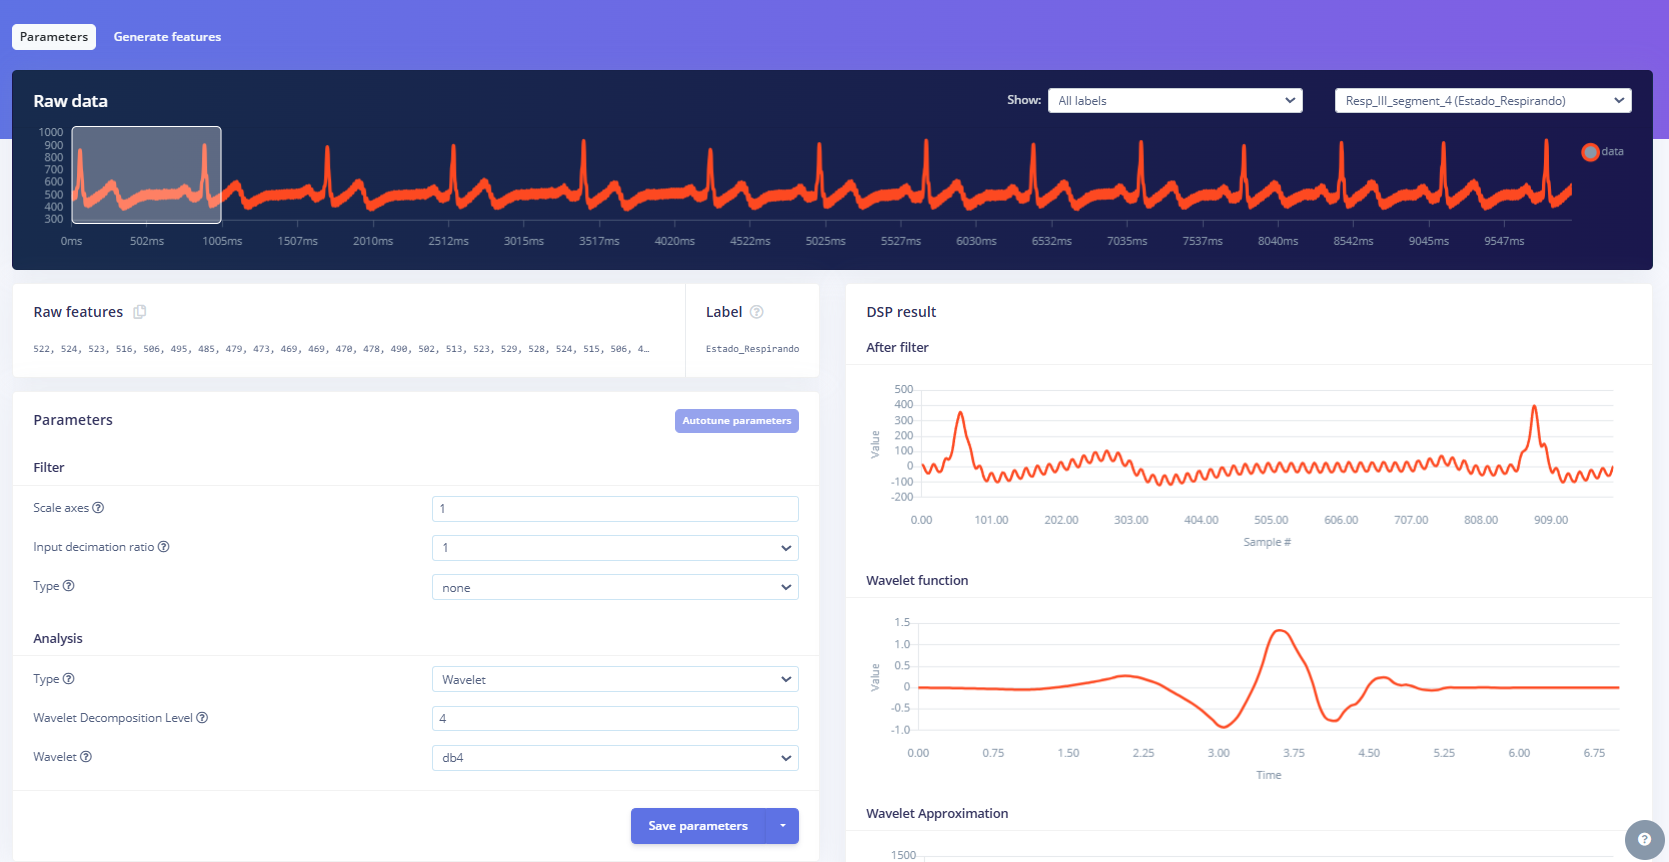 Parameters Generate features
Raw data Show: All labels Resp_III_segment_4 (Estado_Respirando)
1000
900
800
700
600
500
400
300
data
0ms 502ms 1005ms 1507ms 2010ms 2512ms 3015ms 3517ms 4020ms 4522ms 5025ms 5527ms 6030ms 6532ms 7035ms 7537ms 8040ms 8542ms 9045ms 9547ms
Raw features Label
522, 524, 523, 516, 506, 495, 485, 479, 473, 469, 469, 470, 478, 490, 502, 513, 523, 529, 528, 524, 515, 506, 4… Estado_Respirando
Parameters Autotune parameters
Filter
Scale axes ? 1
Input decimation ratio ? 1
Type ? none
Analysis
Type ? Wavelet
Wavelet Decomposition Level ? 4
Wavelet ? db4
Save parameters
DSP result
After filter
500
400
300
200
100
0
-100
-200
Value
0.00 101.00 202.00 303.00 404.00 505.00 606.00 707.00 808.00 909.00
Sample #
Wavelet function
1.5
1.0
0.5
0
-0.5
-1.0
Value
0.00 0.75 1.50 2.25 3.00 3.75 4.50 5.25 6.00 6.75
Time
Wavelet Approximation
1500
?